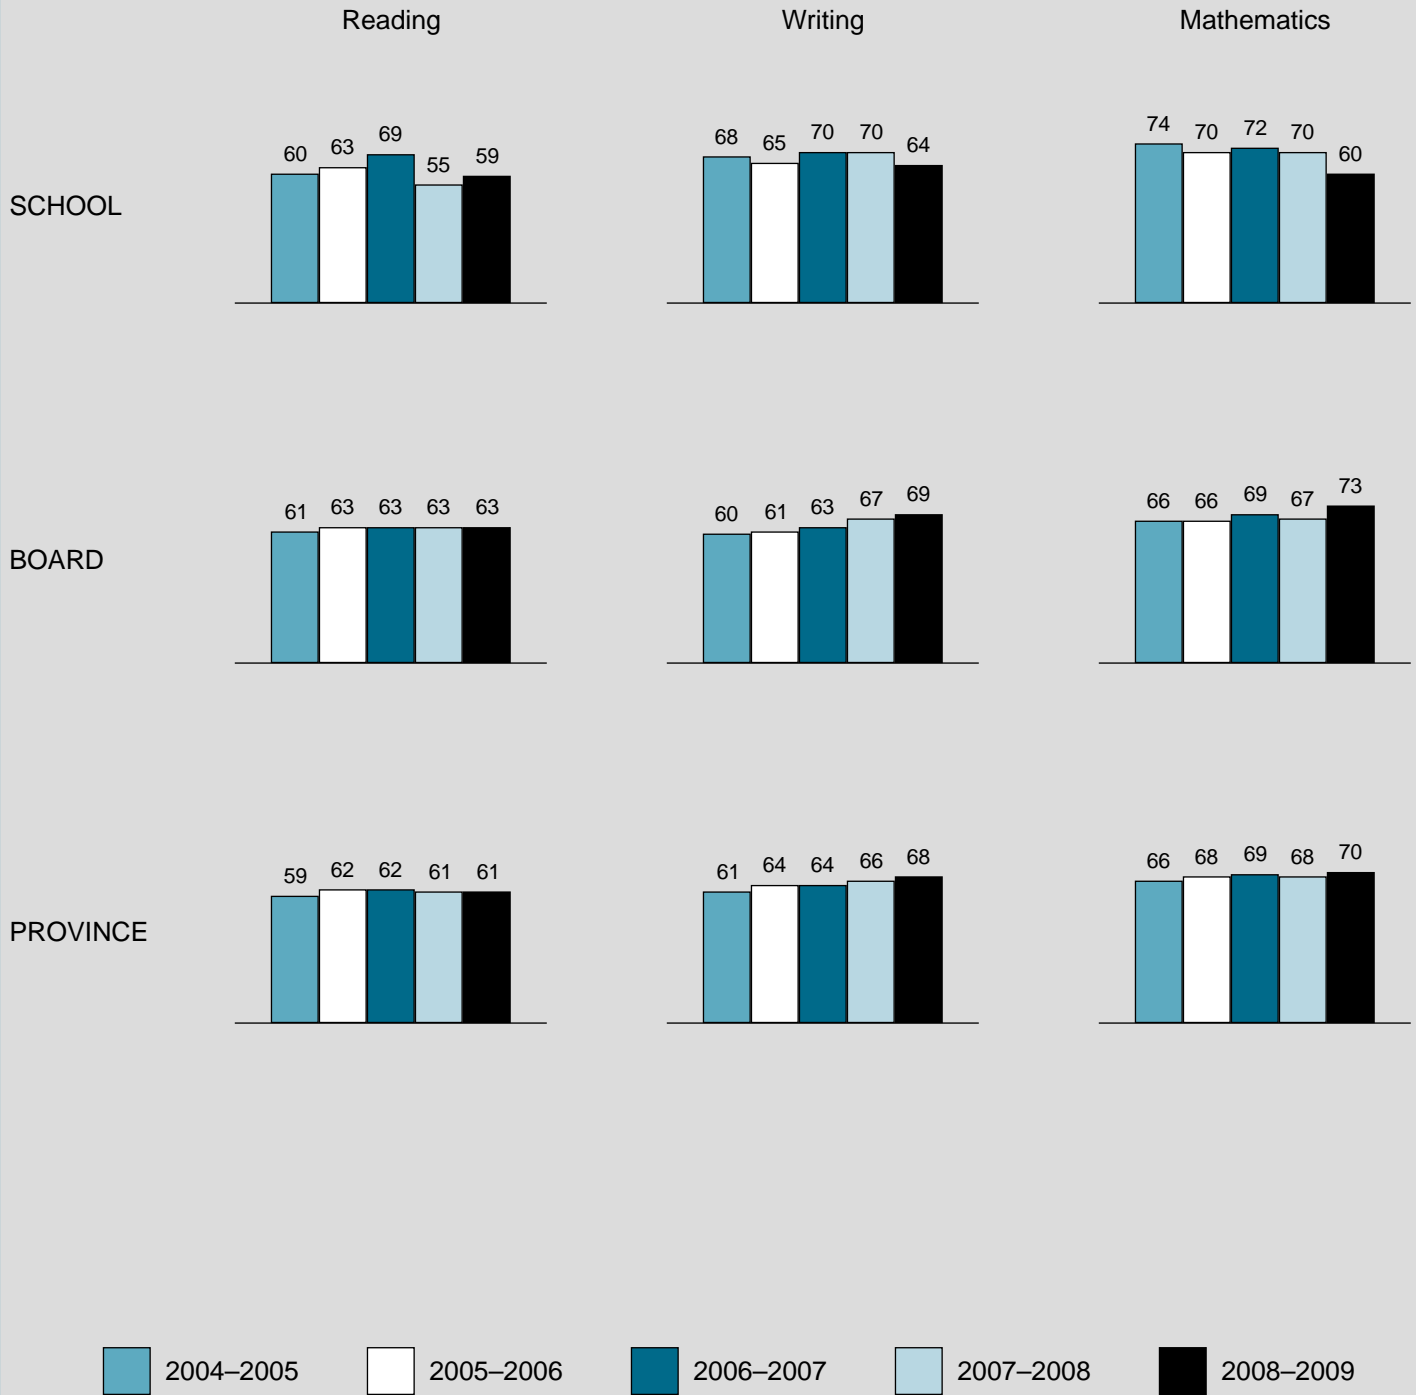 Reading Writing Mathematics
60 63 69 55 59 68 65 70 70 64 74 70 72 70 60
SCHOOL
61 63 63 63 63 60 61 63 67 69 66 66 69 67 73
BOARD
59 62 62 61 61 61 64 64 66 68 66 68 69 68 70
PROVINCE
2004–2005 2005–2006 2006–2007 2007–2008 2008–2009